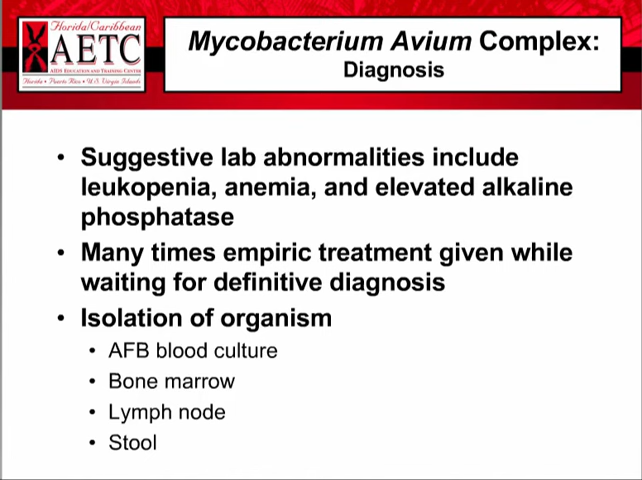 Florida/Caribbean
AETC
AIDS EDUCATION AND TRAINING CENTER
Florida • Puerto Rico • U.S. Virgin Islands
Mycobacterium Avium Complex:
Diagnosis
• Suggestive lab abnormalities include
leukopenia, anemia, and elevated alkaline
phosphatase
• Many times empiric treatment given while
waiting for definitive diagnosis
• Isolation of organism
• AFB blood culture
• Bone marrow
• Lymph node
• Stool